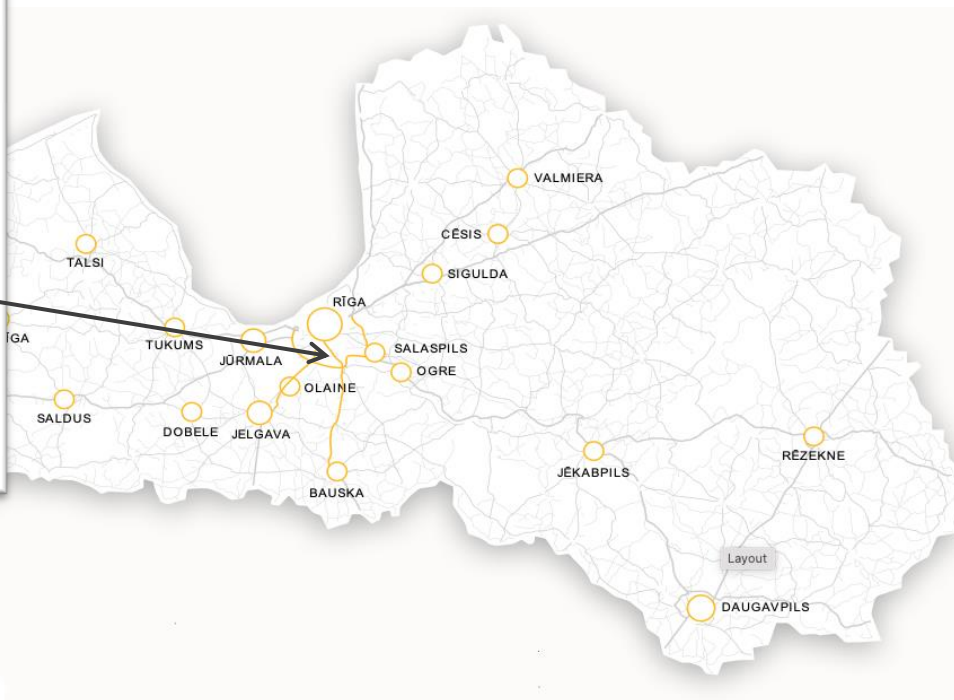 VALMIERA
CĒSIS
TALSI
SIGULDA
RĪGA
ĪGA
TUKUMS
JŪRMALA
SALASPILS
OGRE
OLAINE
SALDUS
DOBELE
JELGAVA
JĒKABPILS
RĒZEKNE
BAUSKA
Layout
DAUGAVPILS